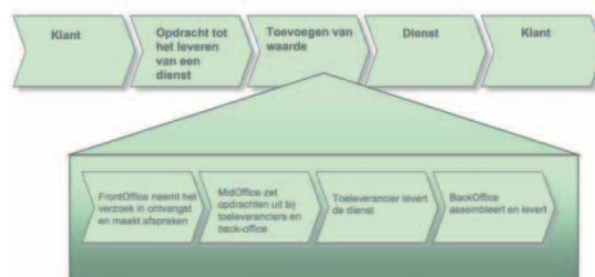 Klant
Opdracht tot
het leveren
van een
dienst
Toevoegen van
waarde
Dienst
Klant
FrontOffice neemt het
verzoek in ontvangst
en maakt afspraken
MidOffice zet
opdrachten uit bij
toeleveranciers en
back-office
Toeleverancier levert
de dienst
BackOffice
assembleert en levert